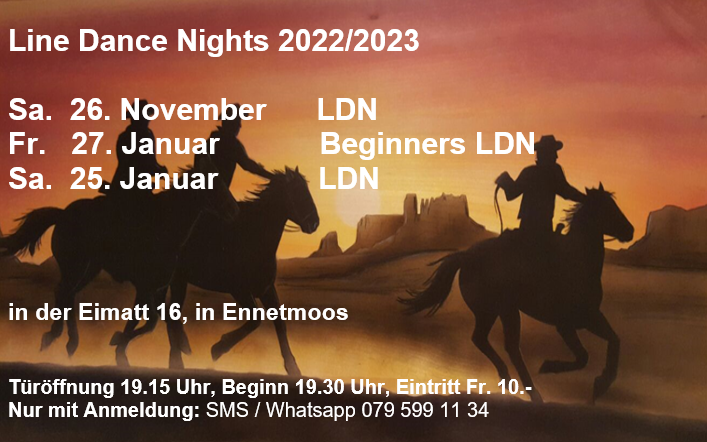 Line Dance Nights 2022/2023
Sa. 26. November LDN
Fr. 27. Januar Beginners LDN
Sa. 25. Januar LDN
in der Eimatt 16, in Ennetmoos
Türöffnung 19.15 Uhr, Beginn 19.30 Uhr, Eintritt Fr. 10.-
Nur mit Anmeldung: SMS / Whatsapp 079 599 11 34